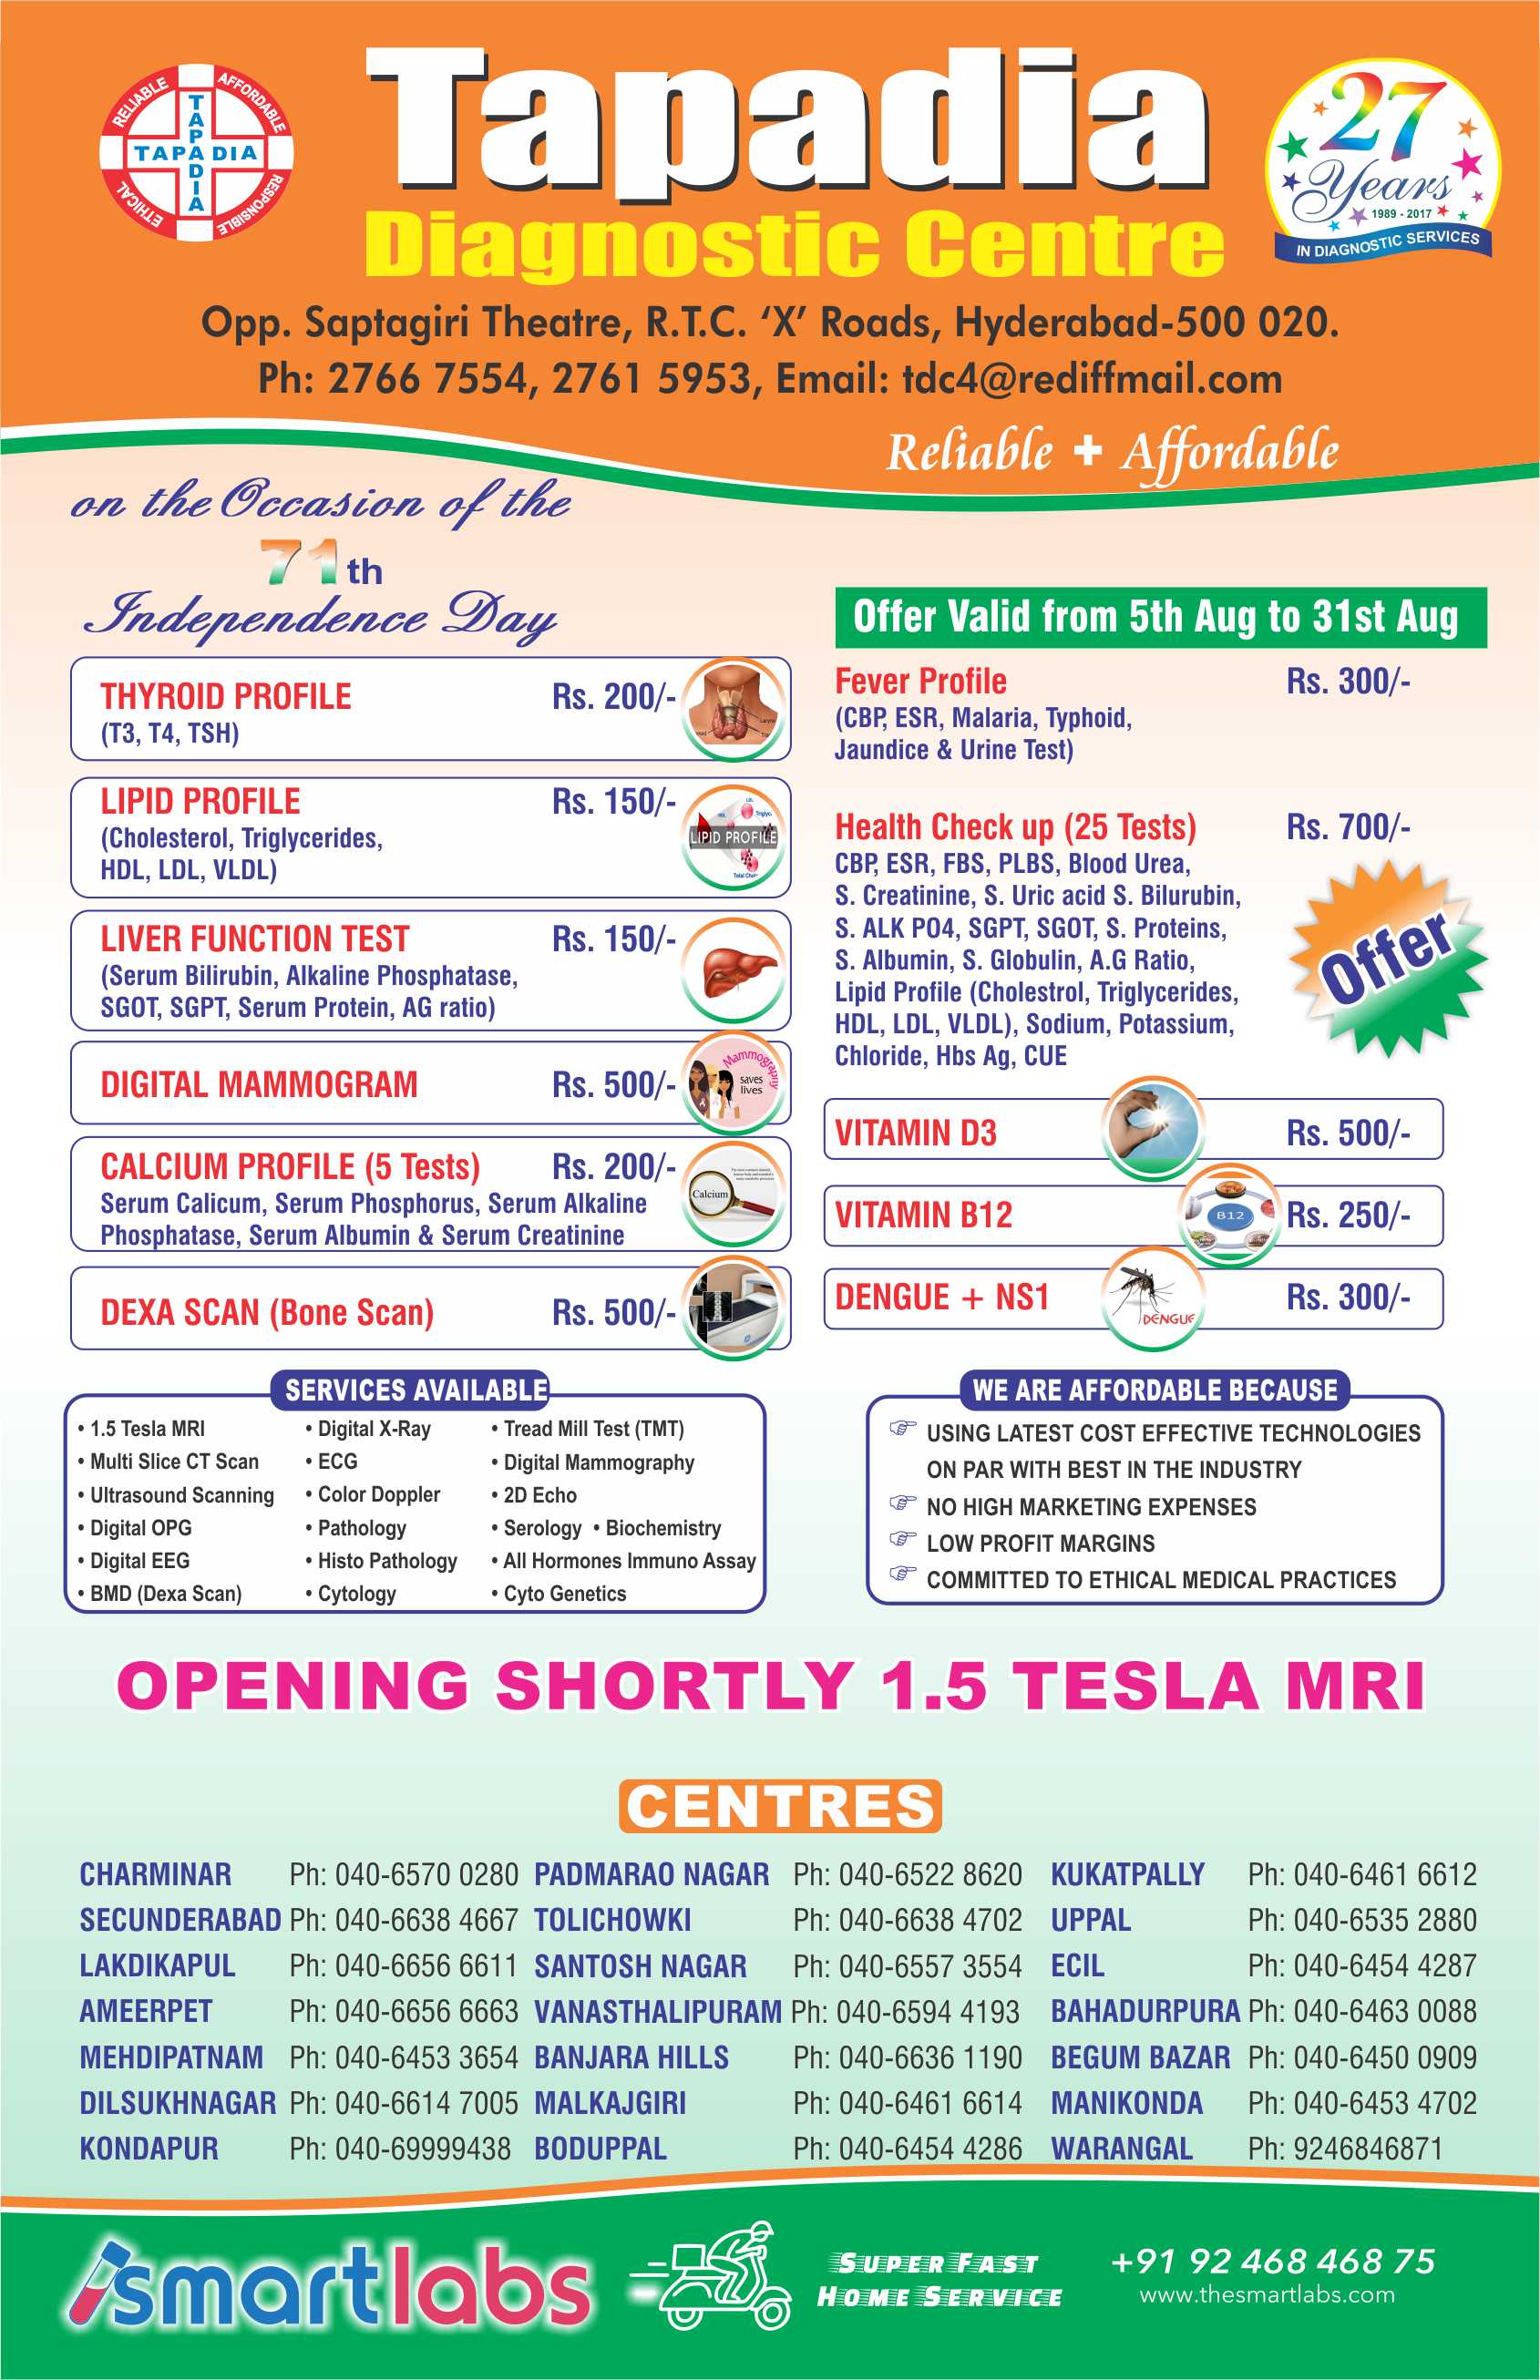 RELIABLE
AFFORDABLE
TAPADIA
TAPADIA
ETHICAL
RESPONSIBLE
Tapadia
Diagnostic Centre
27
Years
1989 - 2017
IN DIAGNOSTIC SERVICES
Opp. Saptagiri Theatre, R.T.C. ‘X’ Roads, Hyderabad-500 020.
Ph: 2766 7554, 2761 5953, Email: tdc4@rediffmail.com
Reliable + Affordable
on the Occasion of the
71th
Independence Day
THYROID PROFILE Rs. 200/-
(T3, T4, TSH)
LIPID PROFILE Rs. 150/-
(Cholesterol, Triglycerides,
HDL, LDL, VLDL)
LIPID PROFILE
LIVER FUNCTION TEST Rs. 150/-
(Serum Bilirubin, Alkaline Phosphatase,
SGOT, SGPT, Serum Protein, AG ratio)
DIGITAL MAMMOGRAM Rs. 500/-
Mammography
saves
lives
CALCIUM PROFILE (5 Tests) Rs. 200/-
Serum Calicum, Serum Phosphorus, Serum Alkaline
Phosphatase, Serum Albumin & Serum Creatinine
Calcium
DEXA SCAN (Bone Scan) Rs. 500/-
Offer Valid from 5th Aug to 31st Aug
Fever Profile Rs. 300/-
(CBP, ESR, Malaria, Typhoid,
Jaundice & Urine Test)
Health Check up (25 Tests) Rs. 700/-
CBP, ESR, FBS, PLBS, Blood Urea,
S. Creatinine, S. Uric acid S. Bilurubin,
S. ALK PO4, SGPT, SGOT, S. Proteins,
S. Albumin, S. Globulin, A.G Ratio,
Lipid Profile (Cholestrol, Triglycerides,
HDL, LDL, VLDL), Sodium, Potassium,
Chloride, Hbs Ag, CUE
Offer
VITAMIN D3 Rs. 500/-
VITAMIN B12 B12 Rs. 250/-
DENGUE + NS1 DENGUE Rs. 300/-
SERVICES AVAILABLE
• 1.5 Tesla MRI • Digital X-Ray • Tread Mill Test (TMT)
• Multi Slice CT Scan • ECG • Digital Mammography
• Ultrasound Scanning • Color Doppler • 2D Echo
• Digital OPG • Pathology • Serology • Biochemistry
• Digital EEG • Histo Pathology • All Hormones Immuno Assay
• BMD (Dexa Scan) • Cytology • Cyto Genetics
WE ARE AFFORDABLE BECAUSE
USING LATEST COST EFFECTIVE TECHNOLOGIES
ON PAR WITH BEST IN THE INDUSTRY
NO HIGH MARKETING EXPENSES
LOW PROFIT MARGINS
COMMITTED TO ETHICAL MEDICAL PRACTICES
OPENING SHORTLY 1.5 TESLA MRI
CENTRES
CHARMINAR Ph: 040-6570 0280 PADMARAO NAGAR Ph: 040-6522 8620 KUKATPALLY Ph: 040-6461 6612
SECUNDERABAD Ph: 040-6638 4667 TOLICHOWKI Ph: 040-6638 4702 UPPAL Ph: 040-6535 2880
LAKDIKAPUL Ph: 040-6656 6611 SANTOSH NAGAR Ph: 040-6557 3554 ECIL Ph: 040-6454 4287
AMEERPET Ph: 040-6656 6663 VANASTHALIPURAM Ph: 040-6594 4193 BAHADURPURA Ph: 040-6463 0088
MEHDIPATNAM Ph: 040-6453 3654 BANJARA HILLS Ph: 040-6636 1190 BEGUM BAZAR Ph: 040-6450 0909
DILSUKHNAGAR Ph: 040-6614 7005 MALKAJGIRI Ph: 040-6461 6614 MANIKONDA Ph: 040-6453 4702
KONDAPUR Ph: 040-69999438 BODUPPAL Ph: 040-6454 4286 WARANGAL Ph: 9246846871
smartlabs
SUPER FAST
HOME SERVICE
+91 92 468 468 75
www.thesmartlabs.com